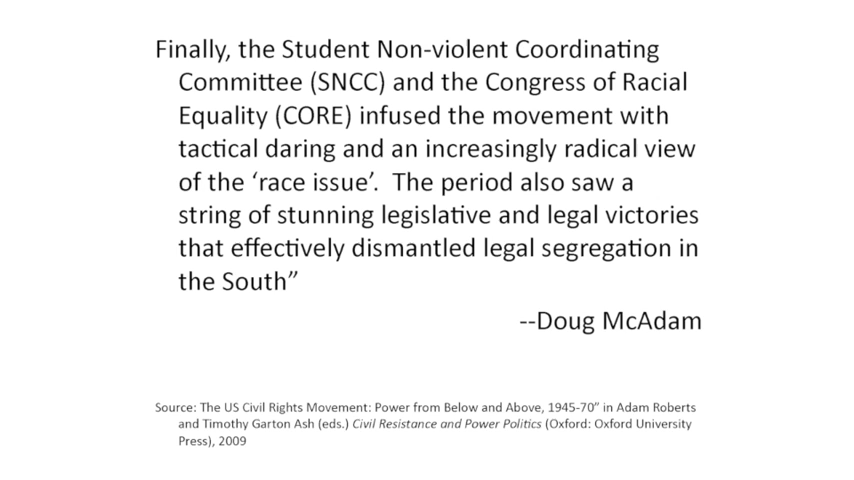 Finally, the Student Non-violent Coordinating
Committee (SNCC) and the Congress of Racial
Equality (CORE) infused the movement with
tactical daring and an increasingly radical view
of the ‘race issue’.  The period also saw a
string of stunning legislative and legal victories
that effectively dismantled legal segregation in
the South”
--Doug McAdam
Source: The US Civil Rights Movement: Power from Below and Above, 1945-70” in Adam Roberts
and Timothy Garton Ash (eds.) Civil Resistance and Power Politics (Oxford: Oxford University
Press), 2009